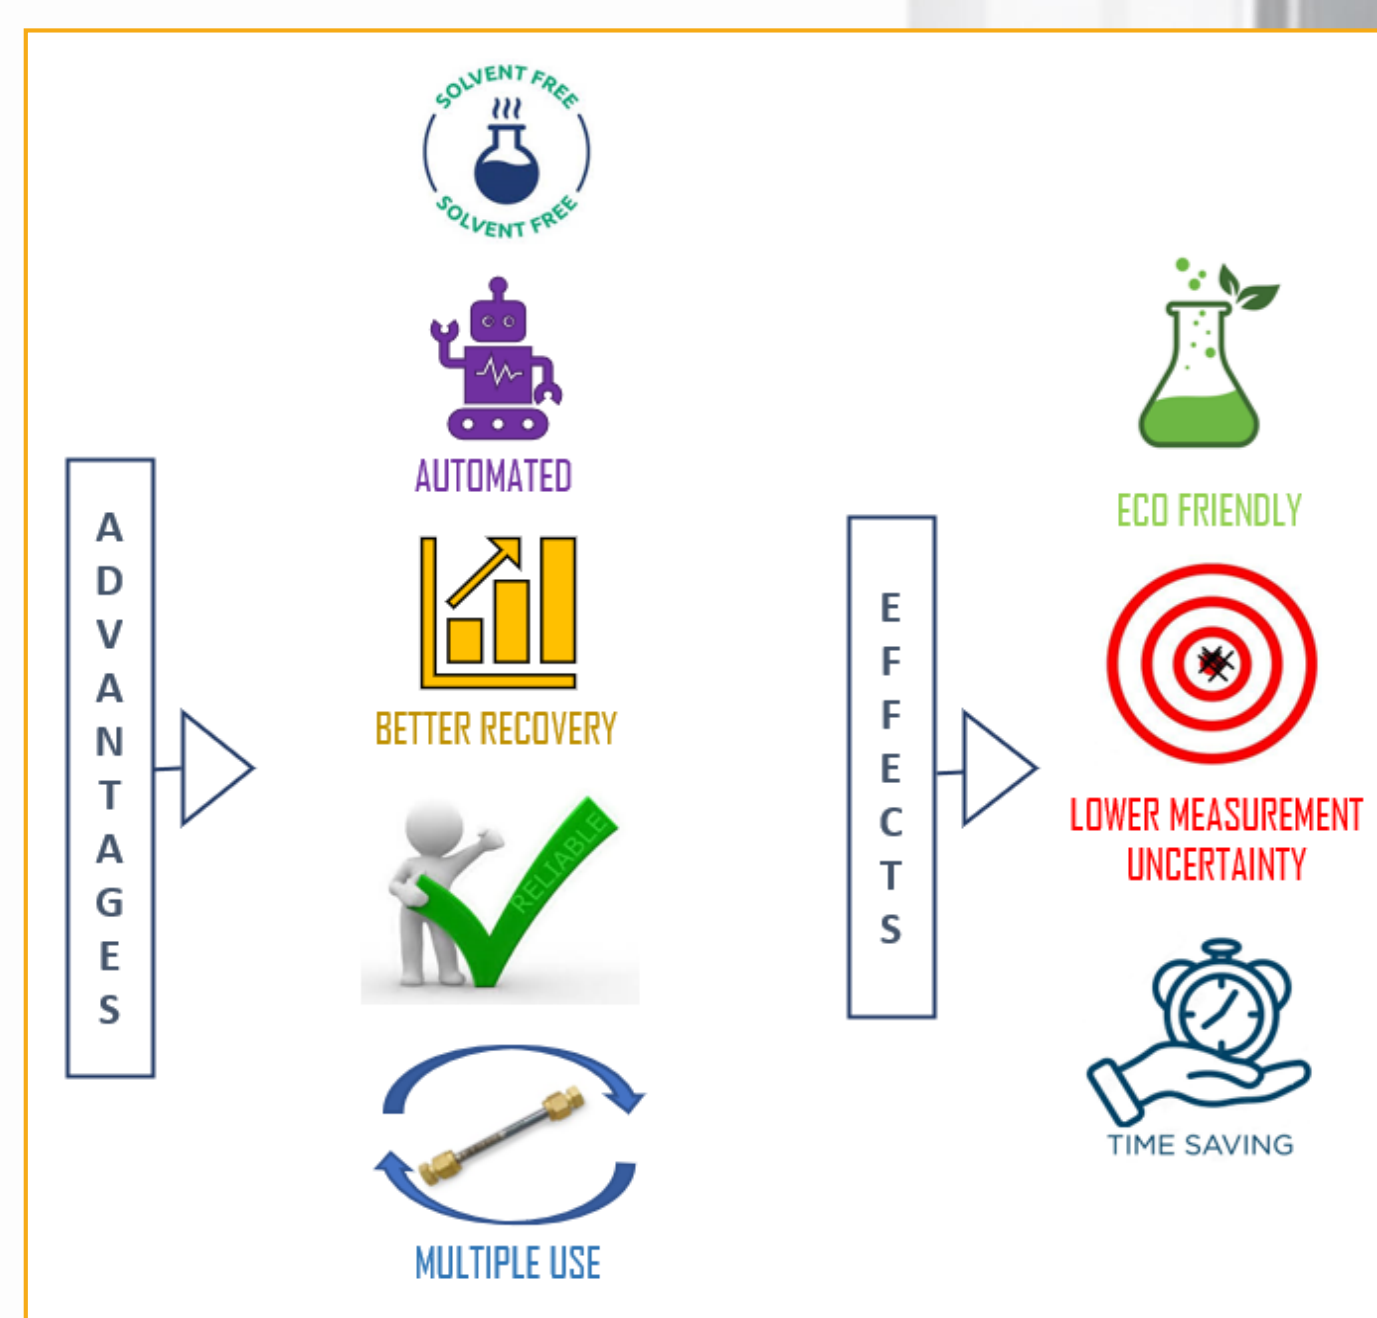 SOLVENT FREE
SOLVENT FREE
AUTOMATED
BETTER RECOVERY
RELIABLE
MULTIPLE USE
ADVANTAGES
EFFECTS
ECO FRIENDLY
LOWER MEASUREMENT
UNCERTAINTY
TIME SAVING